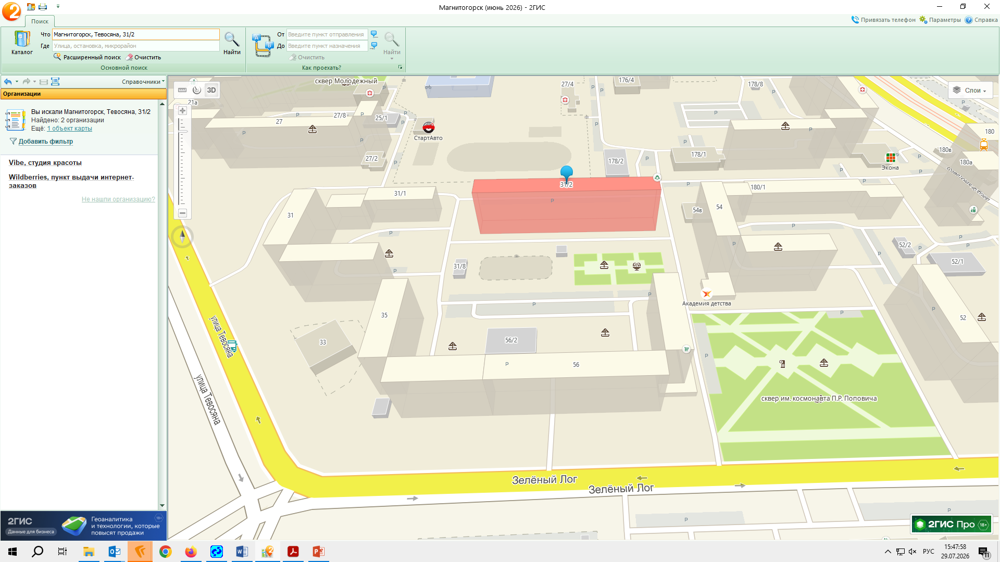 Магнитогорск (июнь 2026) - 2ГИС
Поиск
Привязать телефон
Параметры
Справка
Каталог
Что
Магнитогорск, Тевосяна, 31/2
Где
Улица, остановка, микрорайон
Найти
Расширенный поиск
Очистить
Основной поиск
От
Введите пункт отправления
До
Введите пункт назначения
Найти
Очистить
Как проехать?
Справочники
Организации
Вы искали Магнитогорск, Тевосяна, 31/2
Найдено: 2 организации
Ещё: 1 объект карты
Добавить фильтр
Vibe, студия красоты
Wildberries, пункт выдачи интернет-
заказов
Не нашли организацию?
2ГИС
Данные для бизнеса
Геоаналитика
и технологии, которые
повысят продажи
18+
3D
Слои
сквер Молодежный
21а
27
27/8
25/1
27/2
СтартАвто
27/4
176/4
178/8
178/2
178/1
180
180в
180а
Экона
180/1
31/2
31/1
31
54в
54
52/2
52/1
31/8
Академия детства
35
33
56/2
56
52
сквер им. космонавта П.Р. Поповича
улица Тевосяна
улица Тевосяна
Зелёный Лог
Зелёный Лог
2ГИС Про 18+
РУС
15:47:58
29.07.2026
11